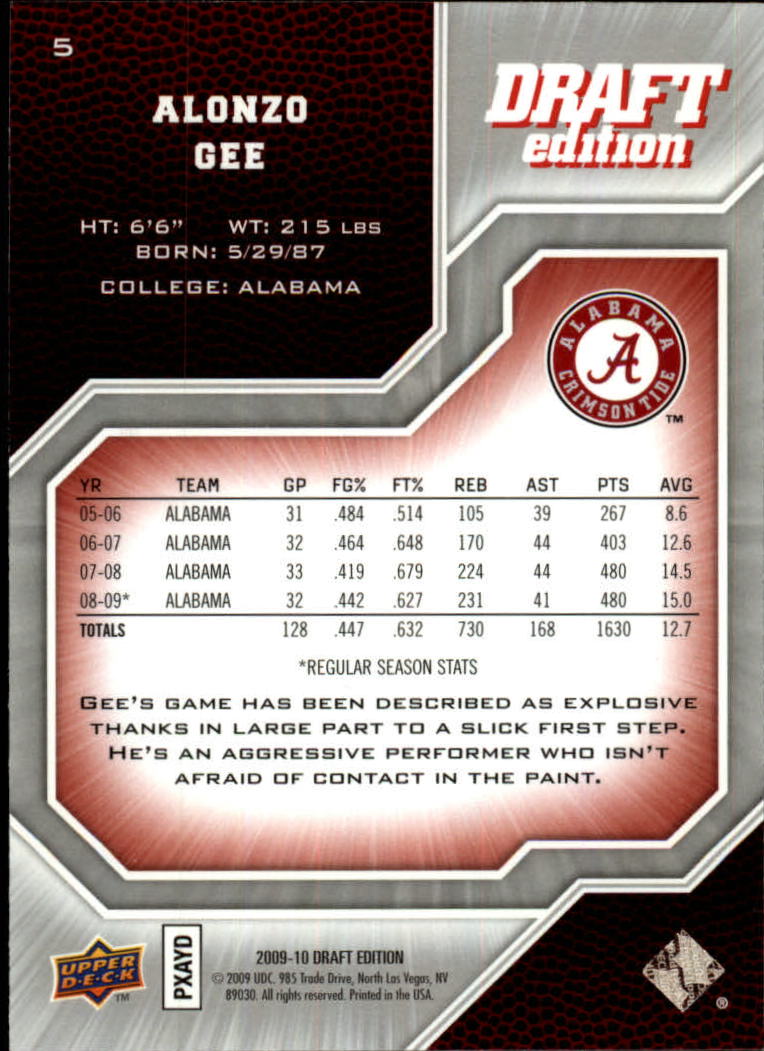 5
ALONZO
GEE
DRAFT
edition
HT: 6'6" WT: 215 LBS
BORN: 5/29/87
COLLEGE: ALABAMA
ALABAMA
A
CRIMSON TIDE
TM
YR TEAM GP FG% FT% REB AST PTS AVG
05-06 ALABAMA 31 .484 .514 105 39 267 8.6
06-07 ALABAMA 32 .464 .648 170 44 403 12.6
07-08 ALABAMA 33 .419 .679 224 44 480 14.5
08-09* ALABAMA 32 .442 .627 231 41 480 15.0
TOTALS 128 .447 .632 730 168 1630 12.7
*REGULAR SEASON STATS
GEE'S GAME HAS BEEN DESCRIBED AS EXPLOSIVE
THANKS IN LARGE PART TO A SLICK FIRST STEP.
HE'S AN AGGRESSIVE PERFORMER WHO ISN'T
AFRAID OF CONTACT IN THE PAINT.
UPPER
D•E•C•K
TM
PXAYD
2009-10 DRAFT EDITION
© 2009 UDC. 985 Trade Drive, North Las Vegas, NV
89030. All rights reserved. Printed in the USA.
®